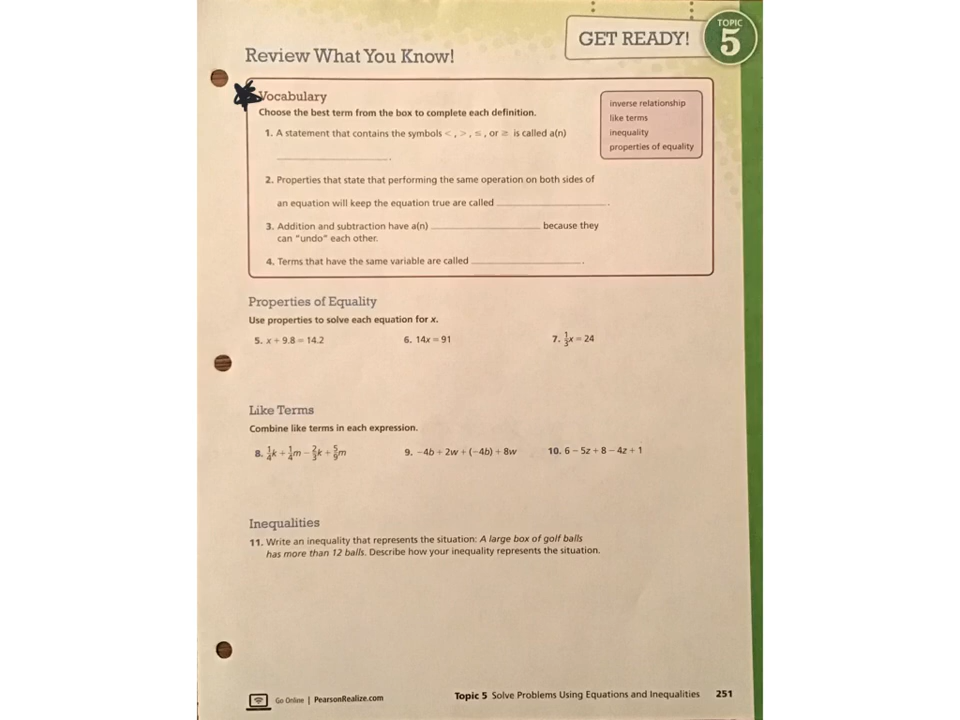 TOPIC
5
GET READY!
Review What You Know!
Vocabulary
Choose the best term from the box to complete each definition.
inverse relationship
like terms
inequality
properties of equality
1. A statement that contains the symbols <, >, ≤, or ≥ is called a(n)
____________________.
2. Properties that state that performing the same operation on both sides of
an equation will keep the equation true are called ____________________.
3. Addition and subtraction have a(n) ____________________ because they
can "undo" each other.
4. Terms that have the same variable are called ____________________.
Properties of Equality
Use properties to solve each equation for x.
5. x + 9.8 = 14.2
6. 14x = 91
7. 1/3x = 24
Like Terms
Combine like terms in each expression.
8. 1/4k + 1/4m − 2/3k + 5/9m
9. −4b + 2w + (−4b) + 8w
10. 6 − 5z + 8 − 4z + 1
Inequalities
11. Write an inequality that represents the situation: A large box of golf balls
has more than 12 balls. Describe how your inequality represents the situation.
Go Online | PearsonRealize.com
Topic 5 Solve Problems Using Equations and Inequalities 251